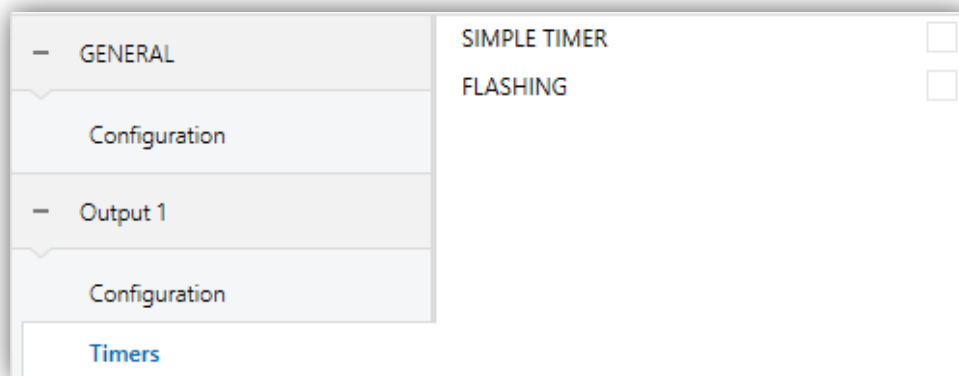 GENERAL
Configuration
Output 1
Configuration
Timers
SIMPLE TIMER
FLASHING